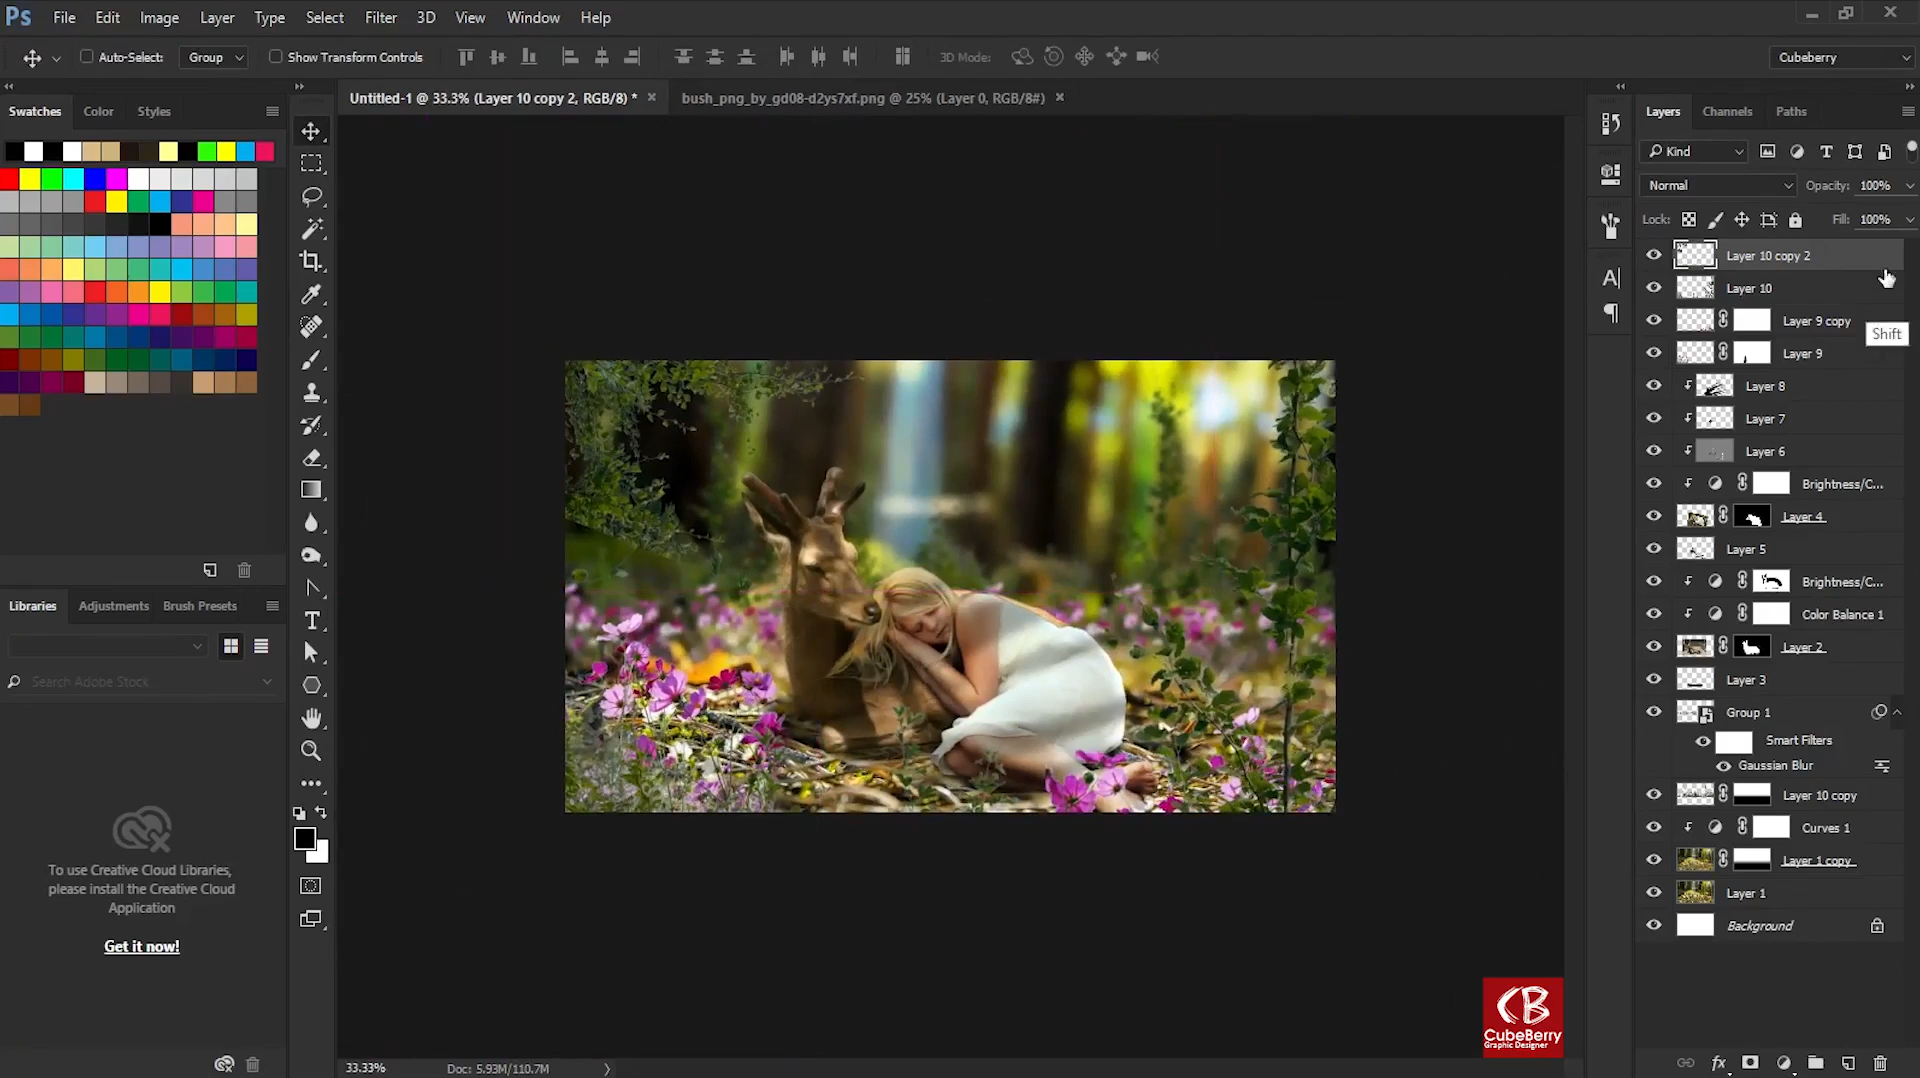 Ps File Edit Image Layer Type Select Filter 3D View Window Help
Auto-Select: Group Show Transform Controls 3D Mode: Cubeberry
Untitled-1 @ 33.3% (Layer 10 copy 2, RGB/8) *
bush_png_by_gd08-d2ys7xf.png @ 25% (Layer 0, RGB/8#)
Swatches Color Styles
Libraries Adjustments Brush Presets
Search Adobe Stock
To use Creative Cloud Libraries,
please install the Creative Cloud
Application
Get it now!
33.33% Doc: 5.93M/110.7M
CB
CubeBerry
Graphic Designer
Layers Channels Paths
Kind
Normal Opacity: 100%
Lock: Fill: 100%
Layer 10 copy 2
Layer 10
Layer 9 copy
Shift
Layer 9
Layer 8
Layer 7
Layer 6
Brightness/C...
Layer 4
Layer 5
Brightness/C...
Color Balance 1
Layer 2
Layer 3
Group 1
Smart Filters
Gaussian Blur
Layer 10 copy
Curves 1
Layer 1 copy
Layer 1
Background
fx